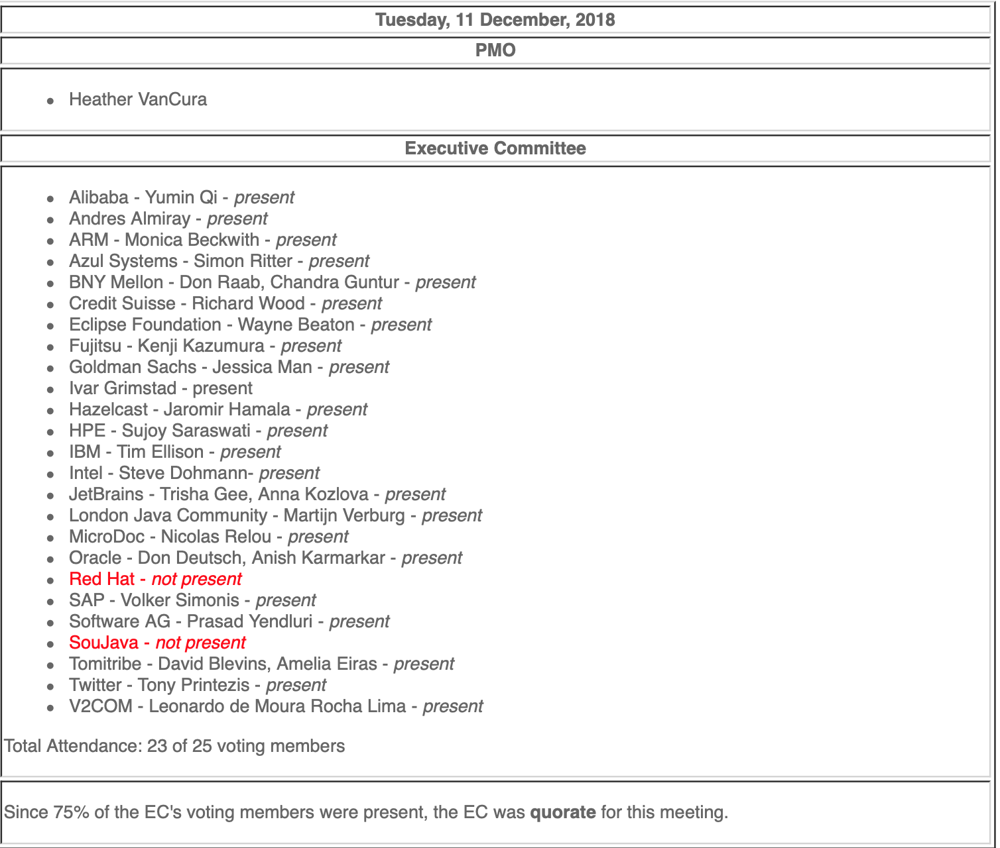 Tuesday, 11 December, 2018
PMO
• Heather VanCura
Executive Committee
• Alibaba - Yumin Qi - present
• Andres Almiray - present
• ARM - Monica Beckwith - present
• Azul Systems - Simon Ritter - present
• BNY Mellon - Don Raab, Chandra Guntur - present
• Credit Suisse - Richard Wood - present
• Eclipse Foundation - Wayne Beaton - present
• Fujitsu - Kenji Kazumura - present
• Goldman Sachs - Jessica Man - present
• Ivar Grimstad - present
• Hazelcast - Jaromir Hamala - present
• HPE - Sujoy Saraswati - present
• IBM - Tim Ellison - present
• Intel - Steve Dohmann- present
• JetBrains - Trisha Gee, Anna Kozlova - present
• London Java Community - Martijn Verburg - present
• MicroDoc - Nicolas Relou - present
• Oracle - Don Deutsch, Anish Karmarkar - present
• Red Hat - not present
• SAP - Volker Simonis - present
• Software AG - Prasad Yendluri - present
• SouJava - not present
• Tomitribe - David Blevins, Amelia Eiras - present
• Twitter - Tony Printezis - present
• V2COM - Leonardo de Moura Rocha Lima - present
Total Attendance: 23 of 25 voting members
Since 75% of the EC's voting members were present, the EC was quorate for this meeting.